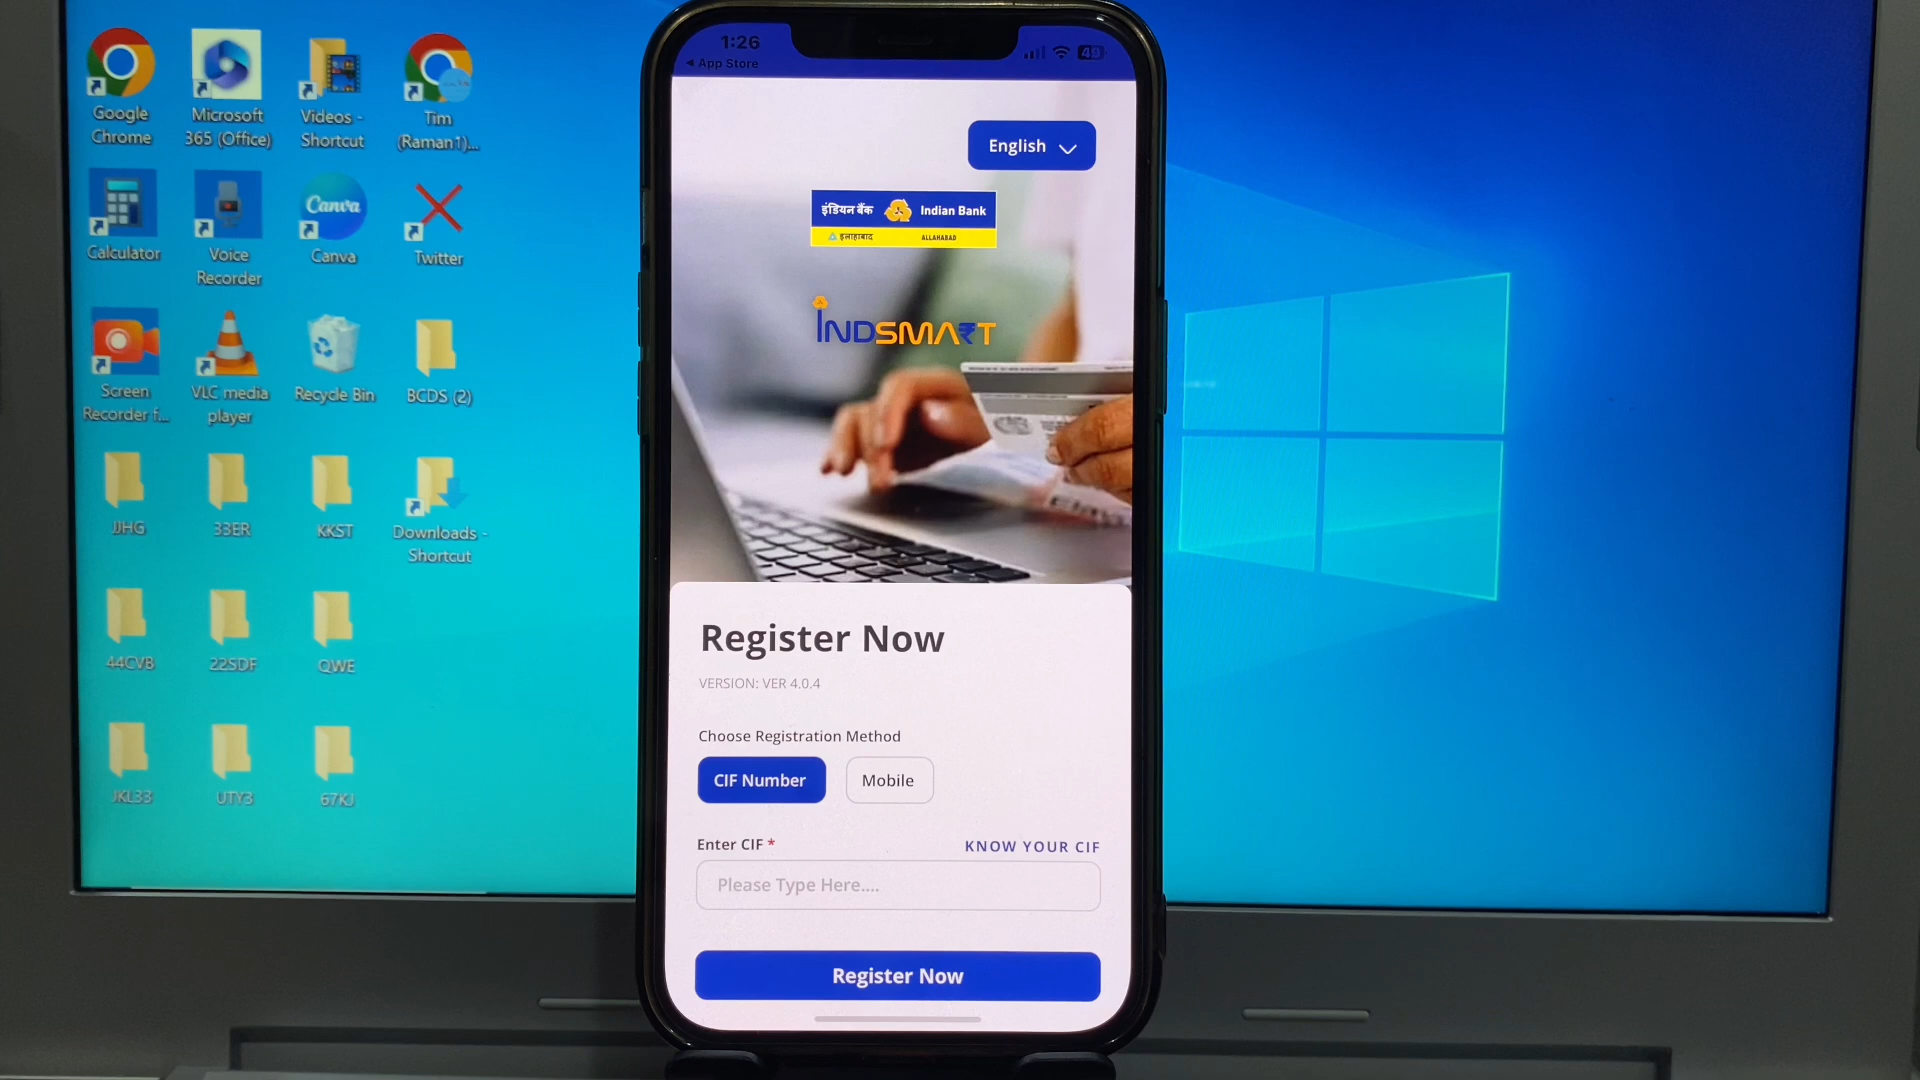 Google
Chrome
Microsoft
365 (Office)
Videos -
Shortcut
Tim
(Raman1)...
Calculator
Voice
Recorder
Canva
Canva
Twitter
Screen
Recorder f...
VLC media
player
Recycle Bin
BCDS (2)
JJHG
33ER
KKST
Downloads -
Shortcut
44CVB
22SDF
QWE
JKL33
UTY3
67KJ
1:26
49
App Store
English
इंडियन बैंक Indian Bank
इलाहाबाद ALLAHABAD
INDSMA₹T
Register Now
VERSION: VER 4.0.4
Choose Registration Method
CIF Number
Mobile
Enter CIF *
KNOW YOUR CIF
Please Type Here....
Register Now